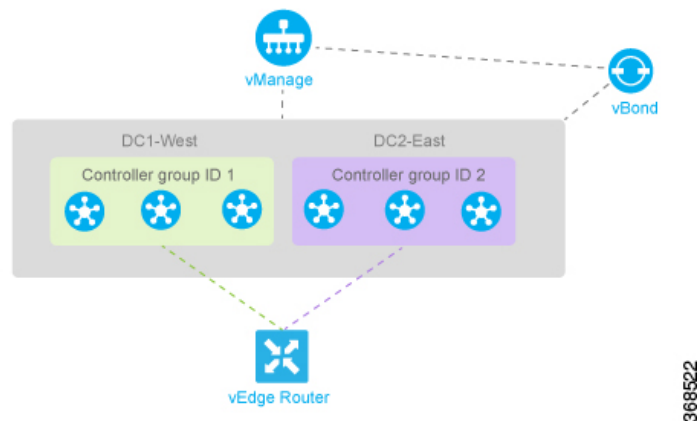 vManage
vBond
DC1-West
DC2-East
Controller group ID 1
Controller group ID 2
vEdge Router
368522